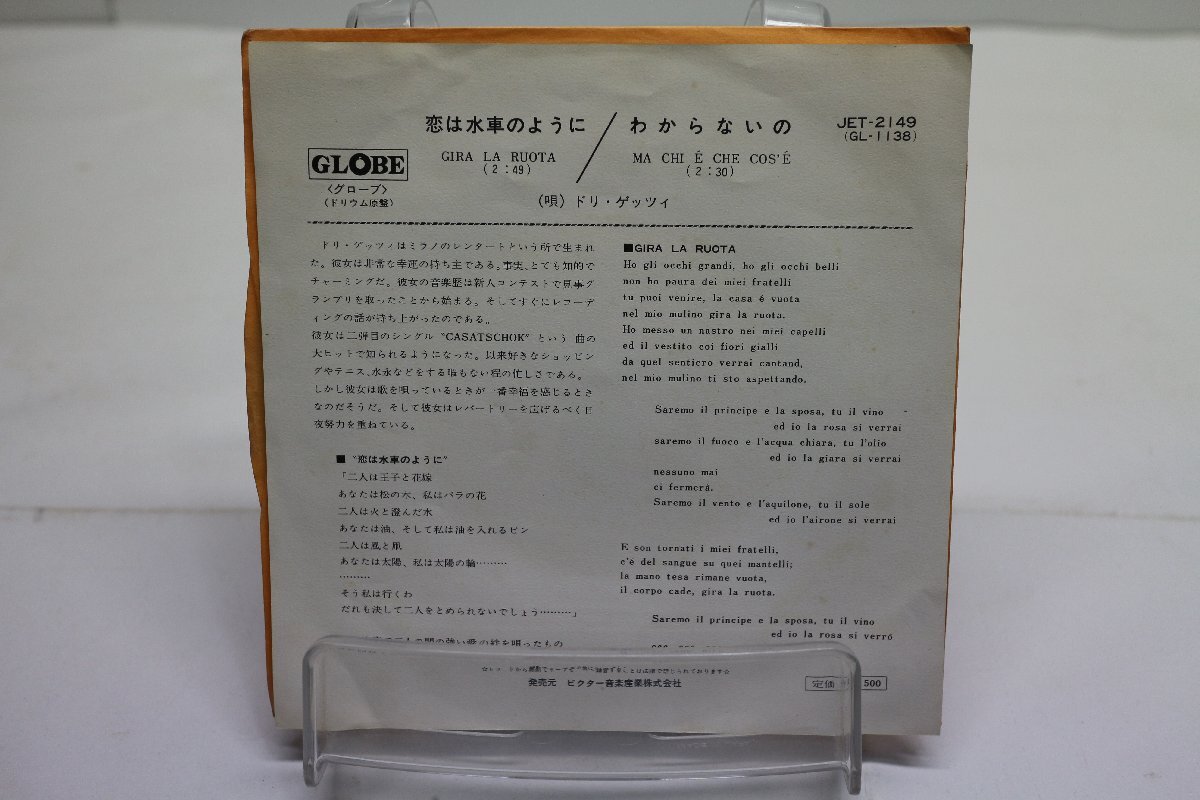 恋は水車のように / わからないの
GIRA LA RUOTA
(2:49)
MA CHI É CHE COS'É
(2:30)
JET-2149
(GL-1138)
GLOBE
〈グローブ〉
(ドリウム原盤)
(唄) ドリ・ゲッツィ
ドリ・ゲッツィはミラノのレンタートという所で生まれ
た。彼女は非常な幸運の持ち主である。事実、とても知的で
チャーミングだ。彼女の音楽歴は新人コンテストで見事グ
ランプリを取ったことから始まる。そしてすぐにレコーデ
ィングの話が持ち上がったのである。
彼女は二弾目のシングル "CASATSCHOK" という 曲の
大ヒットで知られるようになった。以来好きなショッピン
グやテニス、水泳などをする暇もない程の忙しさである。
しかし彼女は歌を唄っているときが一番幸福を感じるとき
なのだそうだ。そして彼女はレパートリーを広げるべく日
夜努力を重ねている。
■ "恋は水車のように"
「二人は王子と花嫁
あなたは松の木、私はバラの花
二人は火と澄んだ水
あなたは油、そして私は油を入れるビン
二人は風と凧
あなたは太陽、私は太陽の輪………
………
そう私は行くわ
だれも決して二人をとめられないでしょう………」
二人の間の強い愛の絆を唄ったもの
■GIRA LA RUOTA
Ho gli occhi grandi, ho gli occhi belli
non ho paura dei miei fratelli
tu puoi venire, la casa é vuota
nel mio mulino gira la ruota.
Ho messo un nastro nei miei capelli
ed il vestito coi fiori gialli
da quel senticro verrai cantand,
nel mio mulino ti sto aspettando.
Saremo il principe e la sposa, tu il vino
ed io la rosa si verrai
saremo il fuoco e l'acqua chiara, tu l'olio
ed io la giara si verrai
nessuno mai
ci fermerá.
Saremo il vento e l'aquilone, tu il sole
ed io l'airone si verrai
E son tornati i miei fratelli,
c'é del sangue su quei mantelli;
la mano tesa rimane vuota,
il corpo cade, gira la ruota.
Saremo il principe e la sposa, tu il vino
ed io la rosa si verró
発売元 ビクター音楽産業株式会社
定価 500